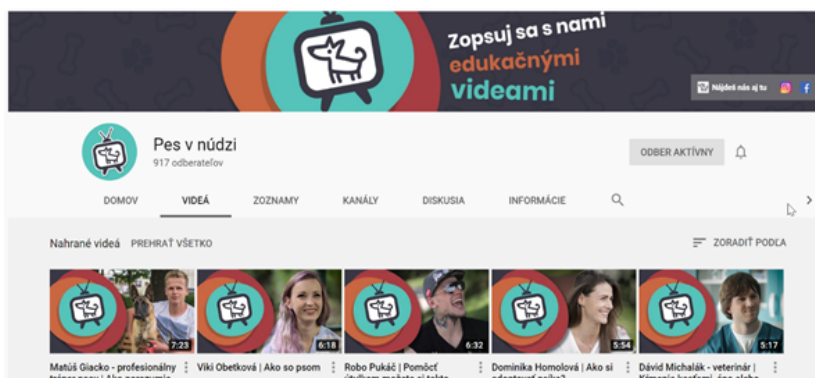 Zopsuj sa s nami
edukačnými
videami
Nájdeš nás aj tu
Pes v núdzi
917 odberateľov
ODBER AKTÍVNY
DOMOV VIDEÁ ZOZNAMY KANÁLY DISKUSIA INFORMÁCIE
Nahrané videá PREHRAŤ VŠETKO ZORADIŤ PODĽA
7:23 6:18 6:32 5:54 5:17
Matúš Giacko - profesionálny
Viki Obetková | Ako so psom
Robo Pukáč | Pomôcť
Dominika Homolová | Ako si
Dávid Michalák - veterinár |